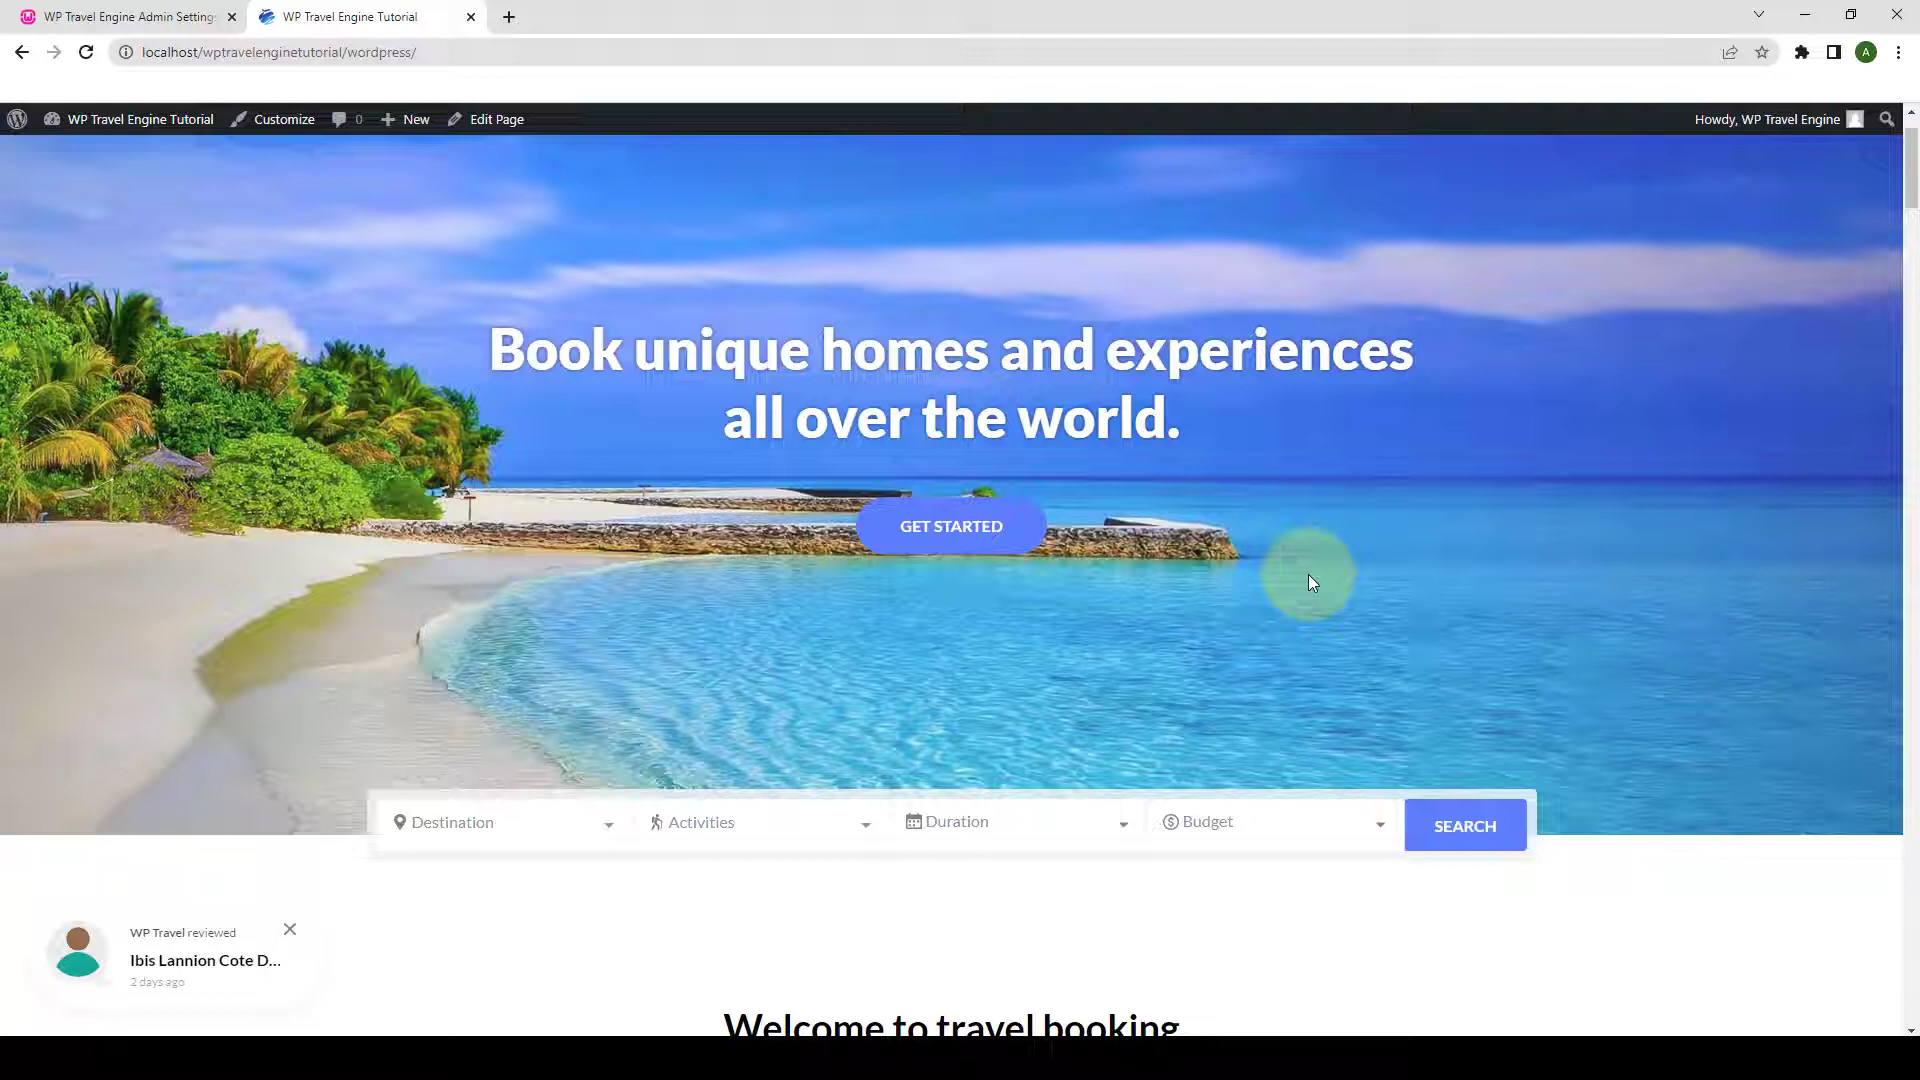 WP Travel Engine Admin Setting
WP Travel Engine Tutorial
localhost/wptravelenginetutorial/wordpress/
A
WP Travel Engine Tutorial
Customize
0
New
Edit Page
Howdy, WP Travel Engine
Book unique homes and experiences
all over the world.
GET STARTED
Destination
Activities
Duration
Budget
SEARCH
WP Travel reviewed
Ibis Lannion Cote D...
2 days ago
Welcome to travel booking